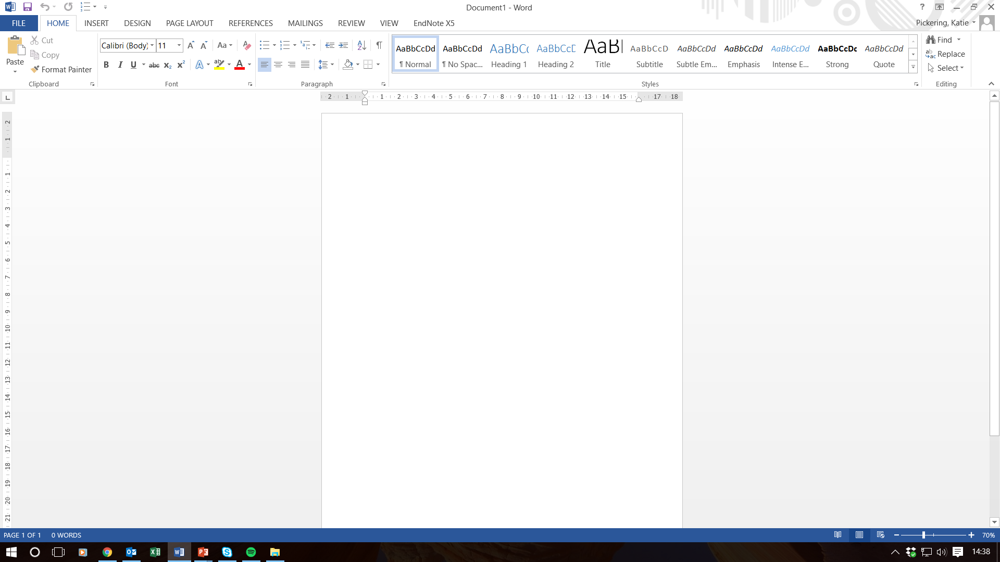 Document1 - Word
?
FILE HOME INSERT DESIGN PAGE LAYOUT REFERENCES MAILINGS REVIEW VIEW EndNote X5
Pickering, Katie
Paste
Cut
Copy
Format Painter
Clipboard
Calibri (Body) 11
Aa
B I U abc x₂ x² A A
Font
Paragraph
AaBbCcDd AaBbCcDd AaBbCc AaBbCcD AaBl AaBbCcD AaBbCcDd AaBbCcDd AaBbCcDd AaBbCcDc AaBbCcDd
¶ Normal ¶ No Spac... Heading 1 Heading 2 Title Subtitle Subtle Em... Emphasis Intense E... Strong Quote
Styles
Find
Replace
Select
Editing
2 1 1 2 3 4 5 6 7 8 9 10 11 12 13 14 15 17 18
2 1 1 2 3 4 5 6 7 8 9 10 11 12 13 14 15 16 17 18 19 20 21
PAGE 1 OF 1 0 WORDS
70%
14:38